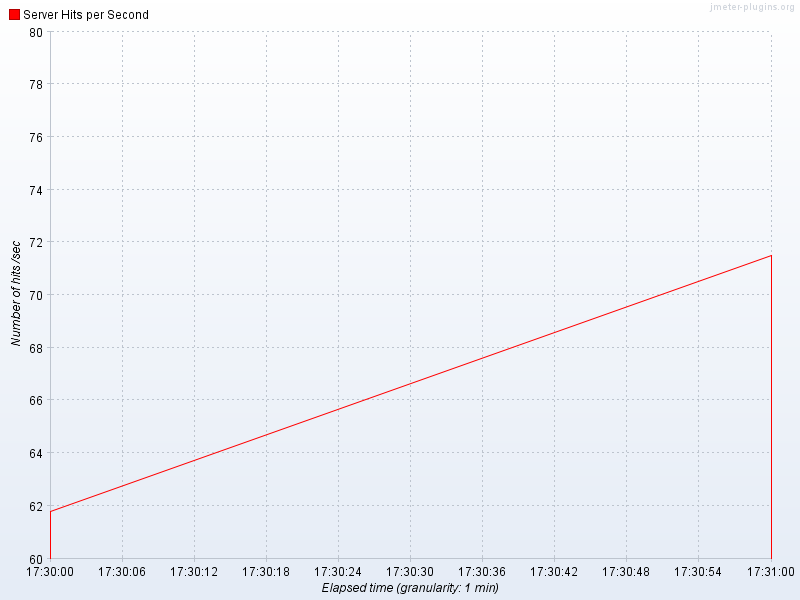 jmeter-plugins.org
Server Hits per Second
80
78
76
74
72
70
68
66
64
62
60
Number of hits /sec
17:30:00 17:30:06 17:30:12 17:30:18 17:30:24 17:30:30 17:30:36 17:30:42 17:30:48 17:30:54 17:31:00
Elapsed time (granularity: 1 min)